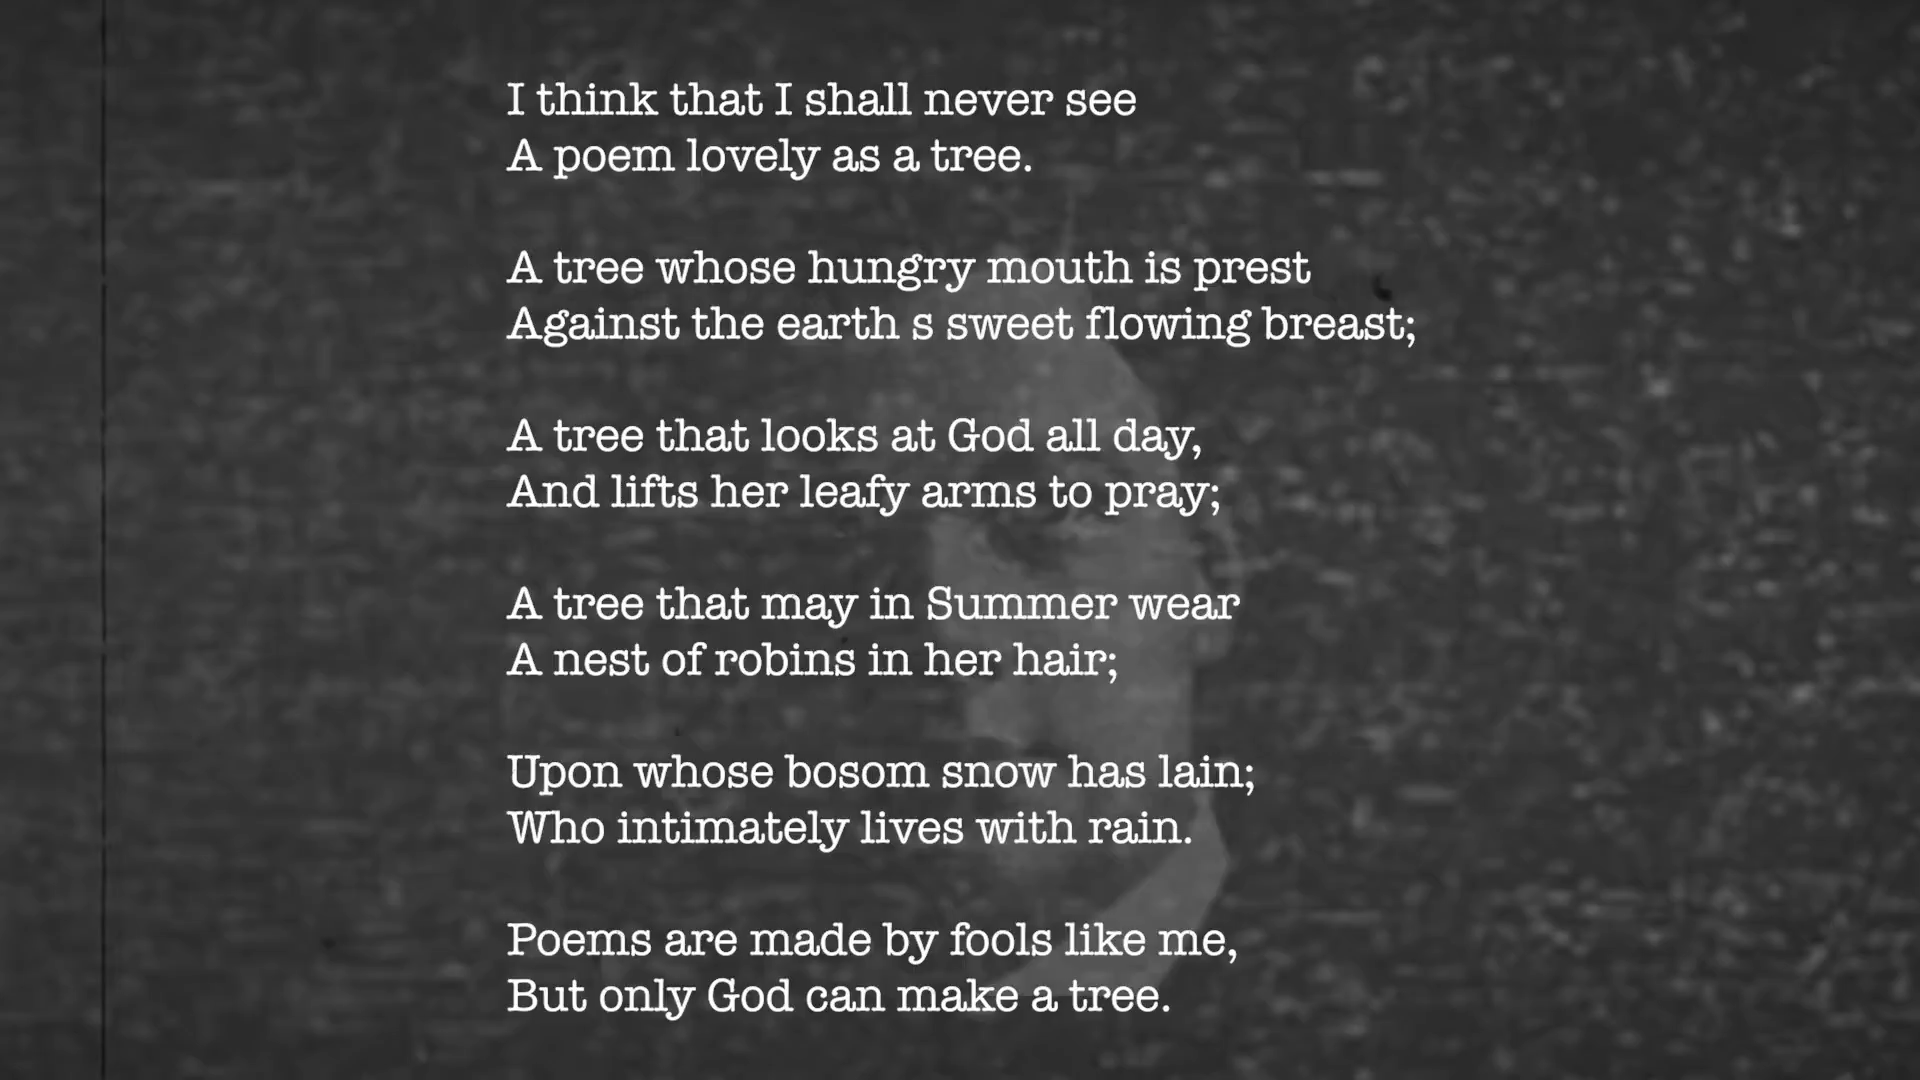 I think that I shall never see
A poem lovely as a tree.
A tree whose hungry mouth is prest
Against the earth s sweet flowing breast;
A tree that looks at God all day,
And lifts her leafy arms to pray;
A tree that may in Summer wear
A nest of robins in her hair;
Upon whose bosom snow has lain;
Who intimately lives with rain.
Poems are made by fools like me,
But only God can make a tree.